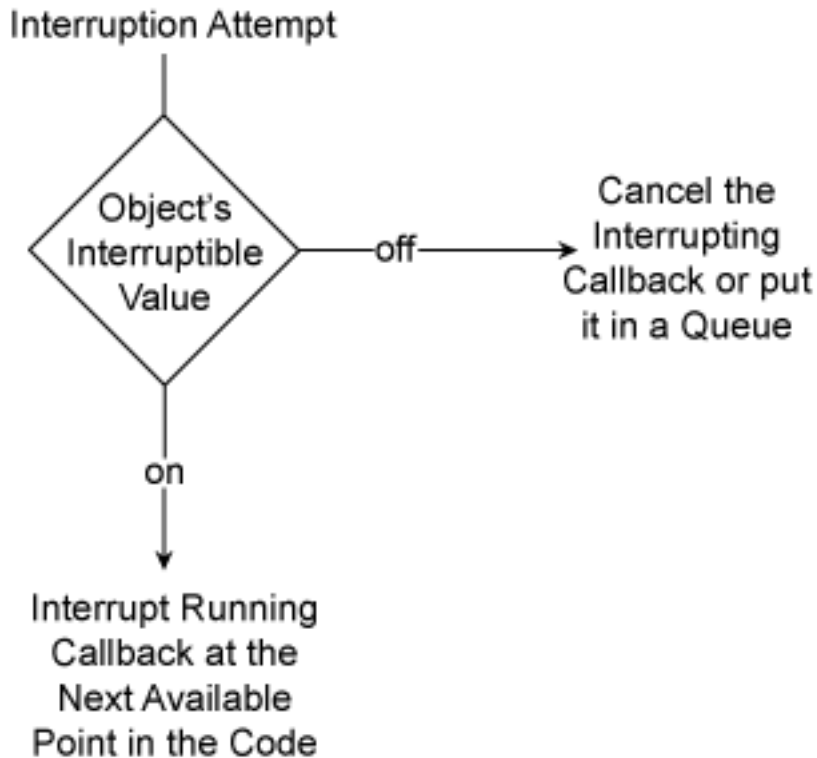 Interruption Attempt
Object's
Interruptible
Value
off
Cancel the
Interrupting
Callback or put
it in a Queue
on
Interrupt Running
Callback at the
Next Available
Point in the Code